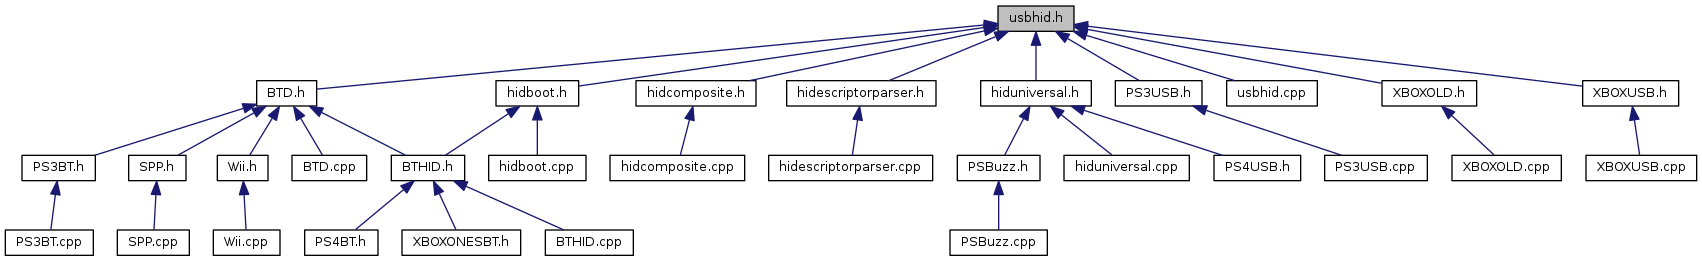 usbhid.h
BTD.h
hidboot.h
hidcomposite.h
hidescriptorparser.h
hiduniversal.h
PS3USB.h
usbhid.cpp
XBOXOLD.h
XBOXUSB.h
PS3BT.h
SPP.h
Wii.h
BTD.cpp
BTHID.h
hidboot.cpp
hidcomposite.cpp
hidescriptorparser.cpp
PSBuzz.h
hiduniversal.cpp
PS4USB.h
PS3USB.cpp
XBOXOLD.cpp
XBOXUSB.cpp
PS3BT.cpp
SPP.cpp
Wii.cpp
PS4BT.h
XBOXONESBT.h
BTHID.cpp
PSBuzz.cpp